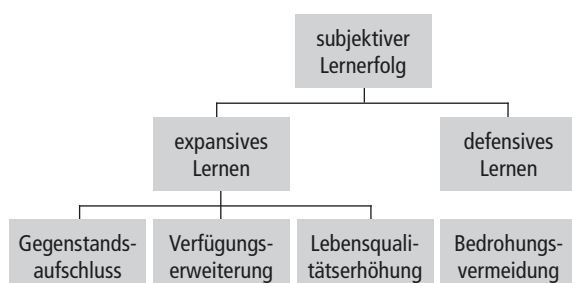 subjektiver
Lernerfolg
expansives
Lernen
defensives
Lernen
Gegenstands-
aufschluss
Verfügungs-
erweiterung
Lebensquali-
tätserhöhung
Bedrohungs-
vermeidung